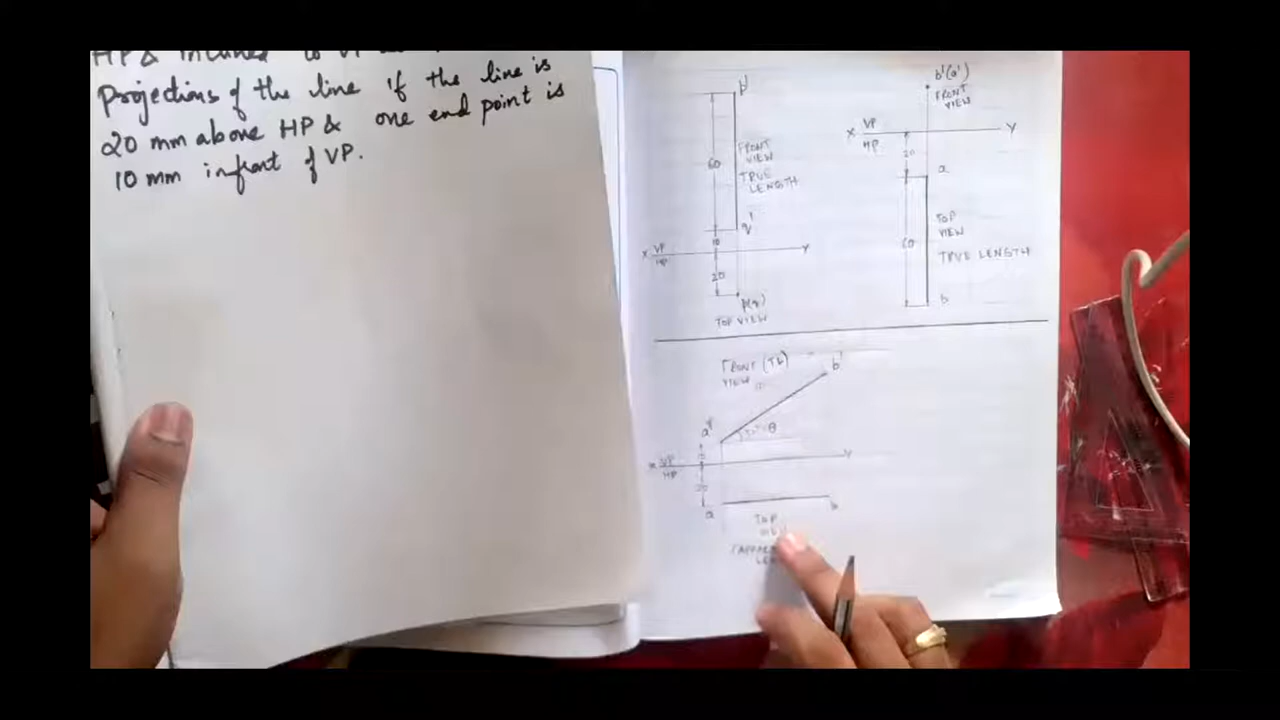 HP & inclined to VP at
projections of the line if the line is
20 mm above HP & one end point is
10 mm infront of VP.
b'
60
FRONT
VIEW
TRUE
LENGTH
q'
10
X VP Y
HP
20
p(q)
TOP VIEW
b'(a')
FRONT
VIEW
X VP Y
HP
20
a
60
TOP
VIEW
TRUE LENGTH
b
FRONT (TL)
VIEW
b'
a'
θ
10
X VP Y
HP
20
a b
TOP
VIEW